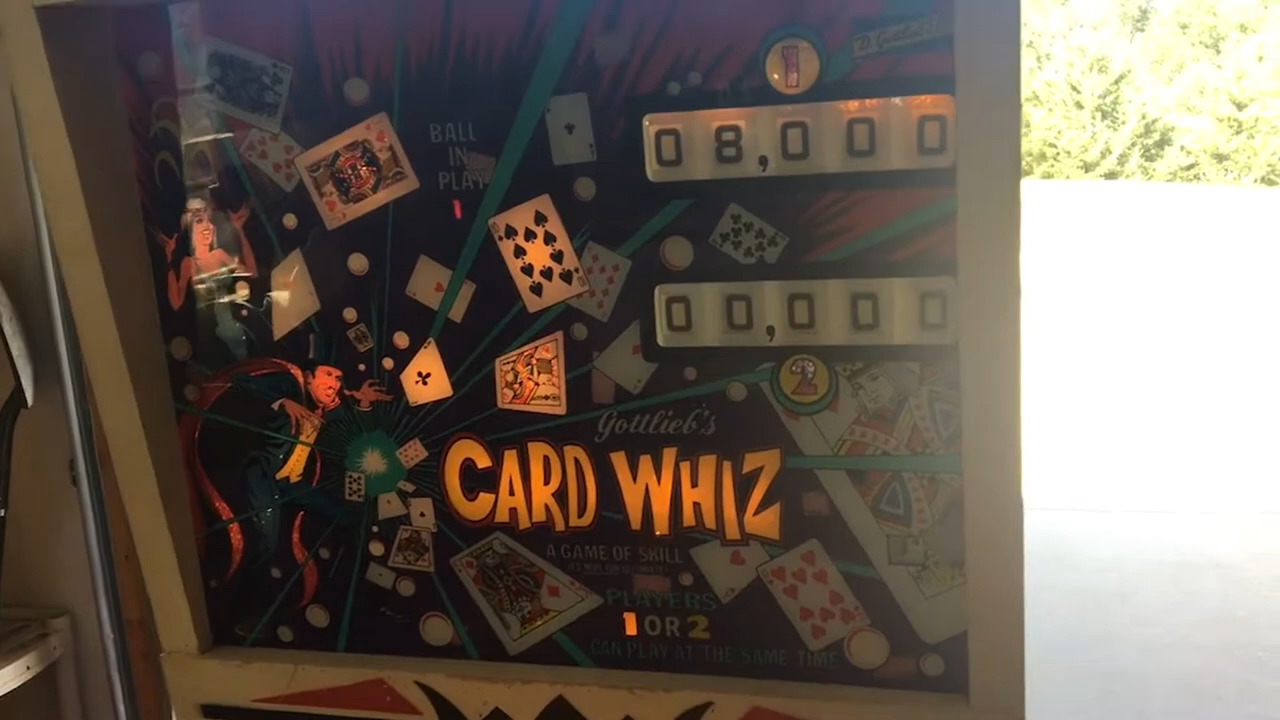 D. Gottlieb
1
BALL
IN
PLAY
1
08,000
00,000
2
Gottlieb's
CARD WHIZ
A GAME OF SKILL
PLAYERS
1 OR 2
CAN PLAY AT THE SAME TIME